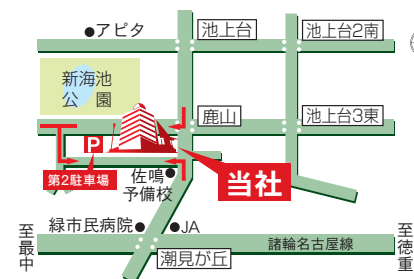 ●アピタ
池上台
池上台2南
新海池
公園
鹿山
池上台3東
P
第2駐車場
当社
佐鳴
予備校
緑市民病院●
●JA
至最中
諸輪名古屋線
至徳重
潮見が丘